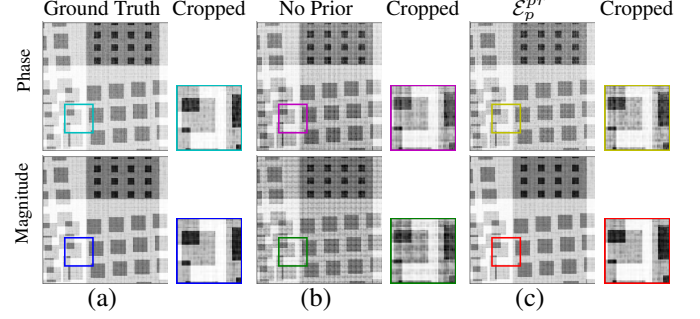 Ground Truth Cropped No Prior Cropped $\mathcal{E}_p^{pr}$ Cropped
Phase
Magnitude
(a) (b) (c)